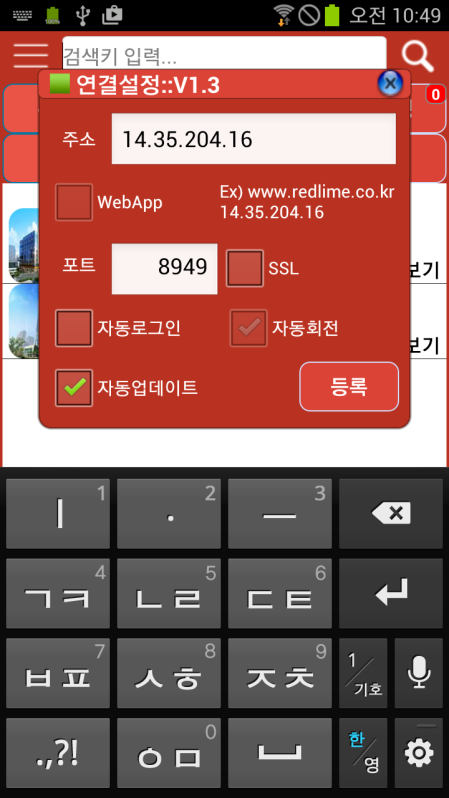 오전 10:49
검색키 입력...
연결설정::V1.3
0
주소
14.35.204.16
WebApp
Ex) www.redlime.co.kr
14.35.204.16
포트
8949
SSL
보기
자동로그인
자동회전
보기
자동업데이트
등록
ㅣ 1
· 2
ㅡ 3
ㄱㅋ 4
ㄴㄹ 5
ㄷㅌ 6
ㅂㅍ 7
ㅅㅎ 8
ㅈㅊ 9
1/기호
.,?!
ㅇㅁ 0
한/영